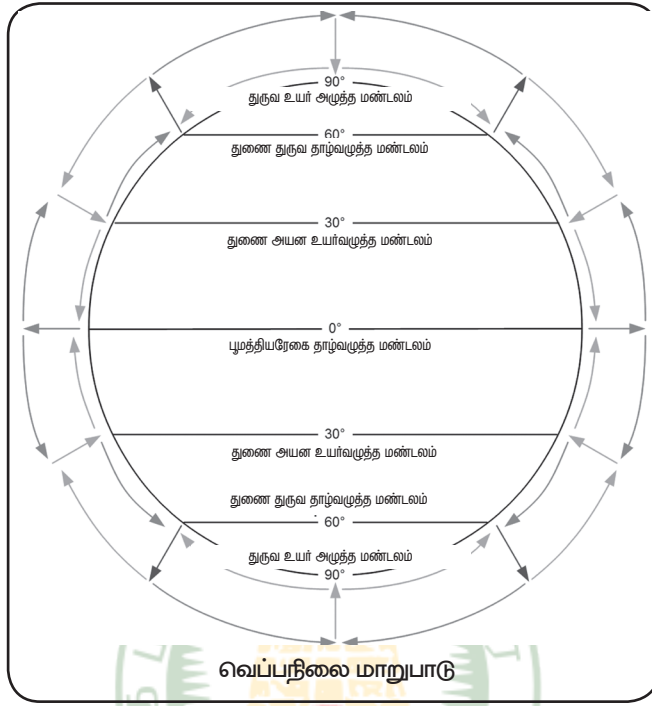 90°
துருவ உயர் அழுத்த மண்டலம்
60°
துணை துருவ தாழ்வழுத்த மண்டலம்
30°
துணை அயன உயர்வழுத்த மண்டலம்
0°
பூமத்தியரேகை தாழ்வழுத்த மண்டலம்
30°
துணை அயன உயர்வழுத்த மண்டலம்
துணை துருவ தாழ்வழுத்த மண்டலம்
60°
துருவ உயர் அழுத்த மண்டலம்
90°
வெப்பநிலை மாறுபாடு